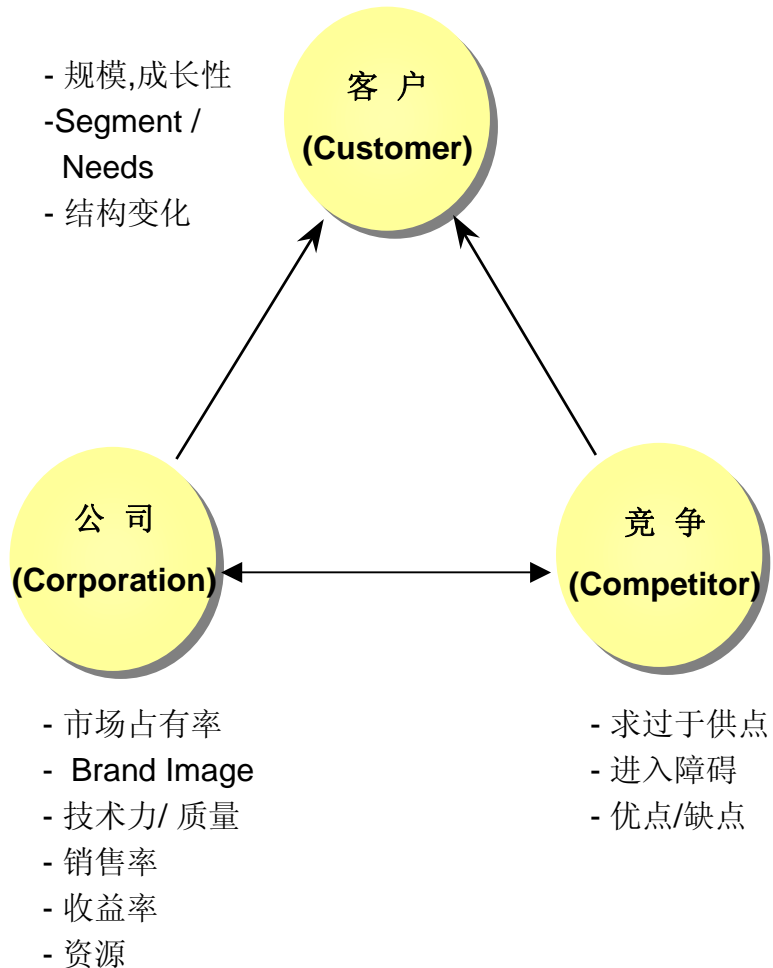 - 规模,成长性
-Segment /
Needs
- 结构变化
客 户
(Customer)
公 司
(Corporation)
竞 争
(Competitor)
- 市场占有率
- Brand Image
- 技术力/ 质量
- 销售率
- 收益率
- 资源
- 求过于供点
- 进入障碍
- 优点/缺点